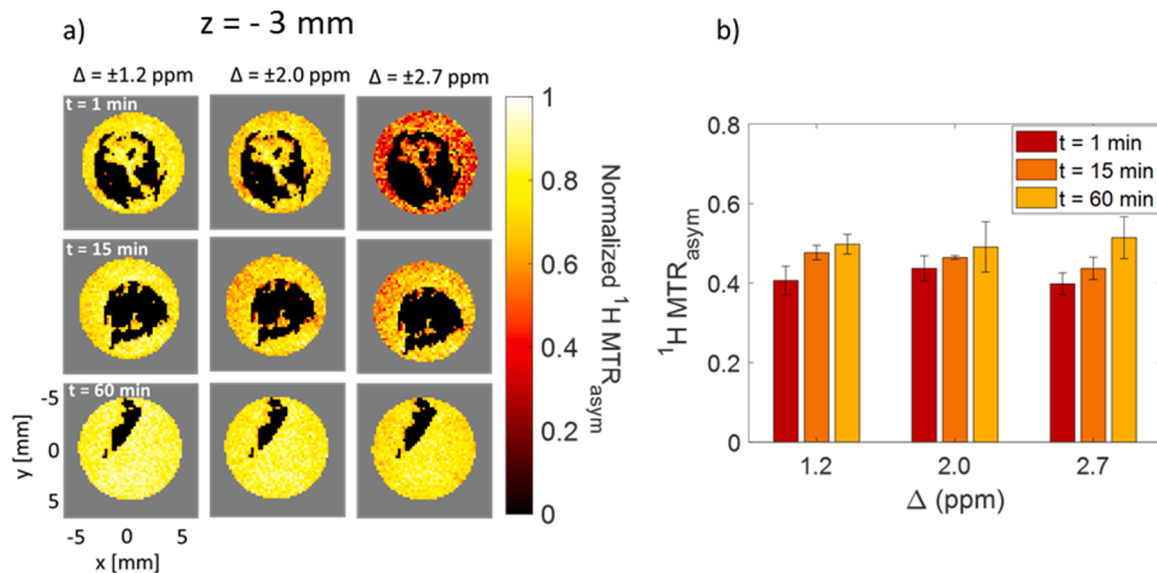 a)
z = - 3 mm
Δ = ±1.2 ppm
Δ = ±2.0 ppm
Δ = ±2.7 ppm
t = 1 min
t = 15 min
t = 60 min
-5
0
5
y [mm]
-5
0
5
x [mm]
1
0.8
0.6
0.4
0.2
0
Normalized ¹H MTRasym
b)
0.8
0.6
0.4
0.2
0
¹H MTRasym
t = 1 min
t = 15 min
t = 60 min
1.2
2.0
2.7
Δ (ppm)